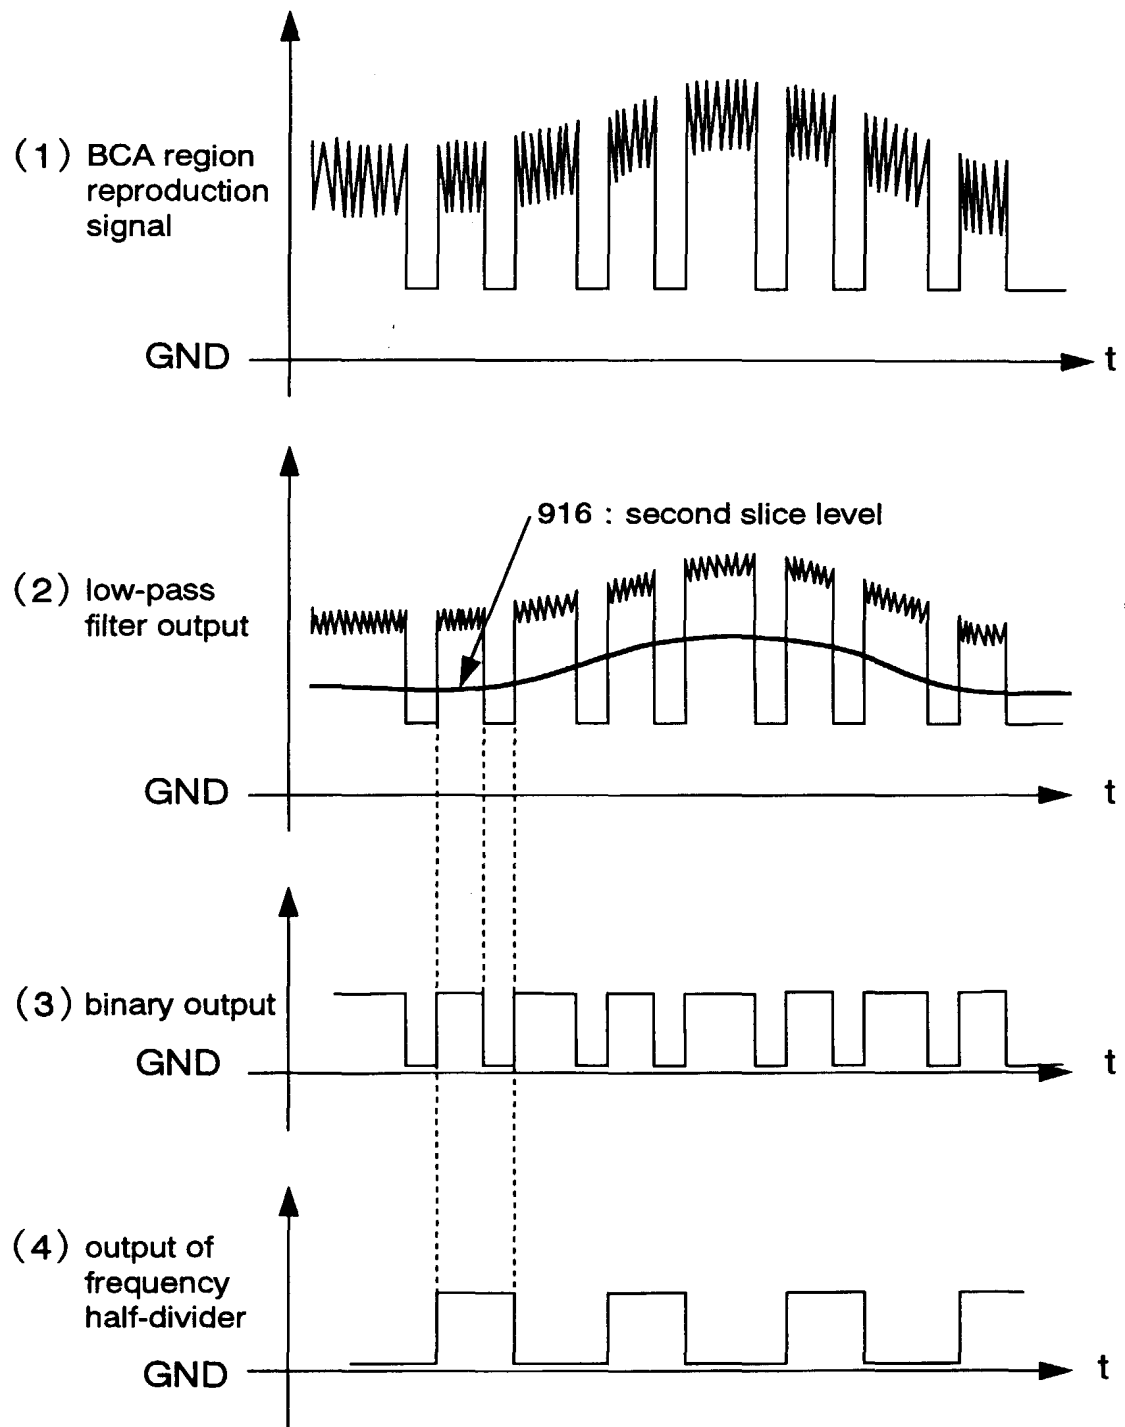 (1) BCA region
reproduction
signal
GND
t
916 : second slice level
(2) low-pass
filter output
GND
t
(3) binary output
GND
t
(4) output of
frequency
half-divider
GND
t